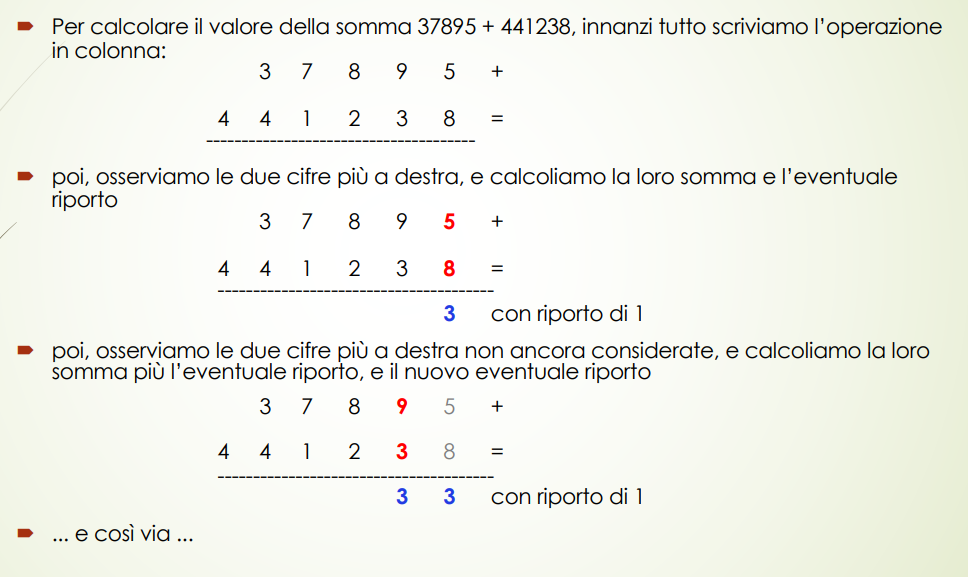 Per calcolare il valore della somma 37895 + 441238, innanzi tutto scriviamo l'operazione
in colonna:
3 7 8 9 5 +
4 4 1 2 3 8 =
---------------------------------------
poi, osserviamo le due cifre più a destra, e calcoliamo la loro somma e l'eventuale
riporto
3 7 8 9 5 +
4 4 1 2 3 8 =
----------------------------------------
3 con riporto di 1
poi, osserviamo le due cifre più a destra non ancora considerate, e calcoliamo la loro
somma più l'eventuale riporto, e il nuovo eventuale riporto
3 7 8 9 5 +
4 4 1 2 3 8 =
----------------------------------------
3 3 con riporto di 1
... e così via ...